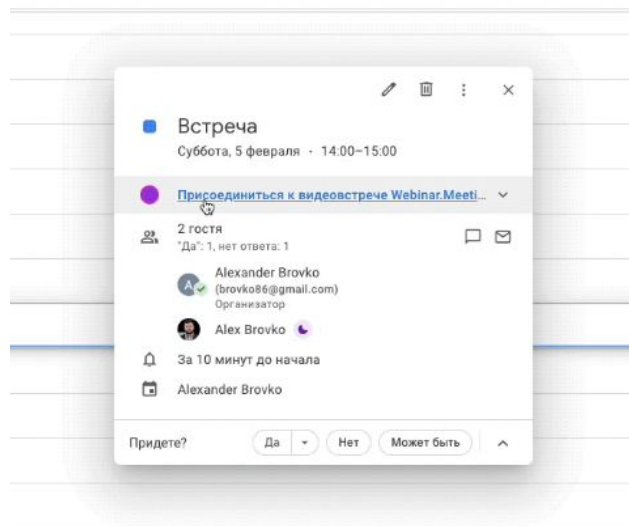 Встреча
Суббота, 5 февраля · 14:00–15:00
Присоединиться к видеовстрече Webinar.Meeti...
2 гостя
"Да": 1, нет ответа: 1
A
Alexander Brovko
(brovko86@gmail.com)
Организатор
Alex Brovko
За 10 минут до начала
Alexander Brovko
Придете? Да Нет Может быть